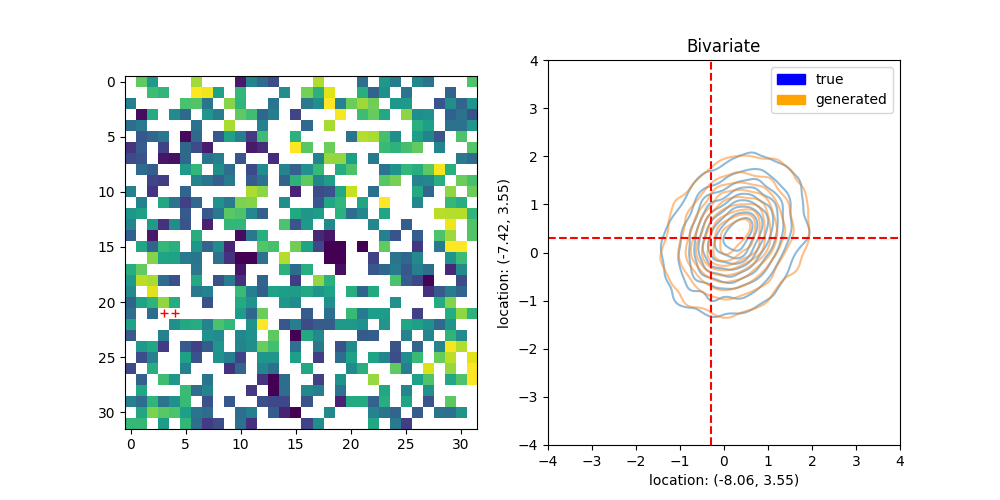 Bivariate
0
5
10
15
20
25
30
0 5 10 15 20 25 30
location: (-7.42, 3.55)
4
3
2
1
0
−1
−2
−3
−4
true
generated
−4 −3 −2 −1 0 1 2 3 4
location: (-8.06, 3.55)